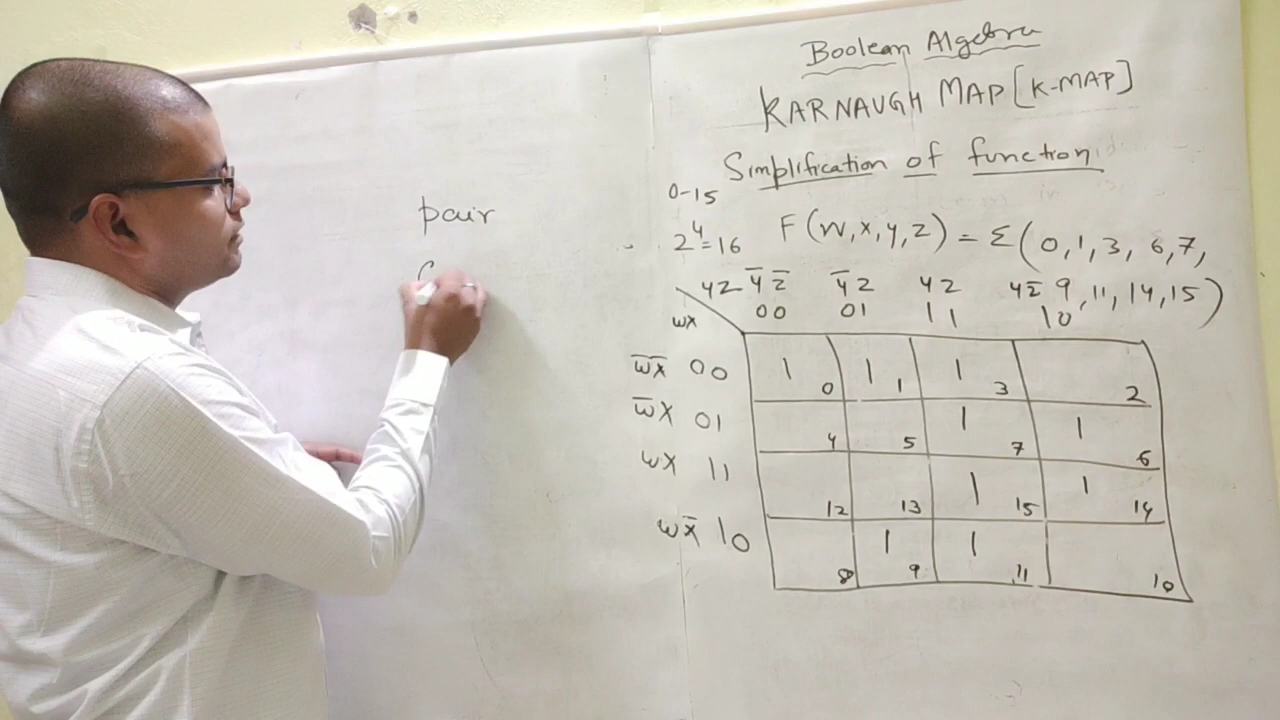 Boolean Algebra
KARNAUGH MAP [K-MAP]
Simplification of function
0-15
pair
2⁴=16 F(W,x,y,z) = Σ(0,1,3,6,7,
9,11,14,15)
yz y̅z̅ y̅z yz yz̅
wx 00 01 11 10
w̅x̅ 00 1 0 1 1 1 3 2
w̅x 01 4 5 1 7 1 6
wx 11 12 13 1 15 1 14
wx̅ 10 8 1 9 1 11 10